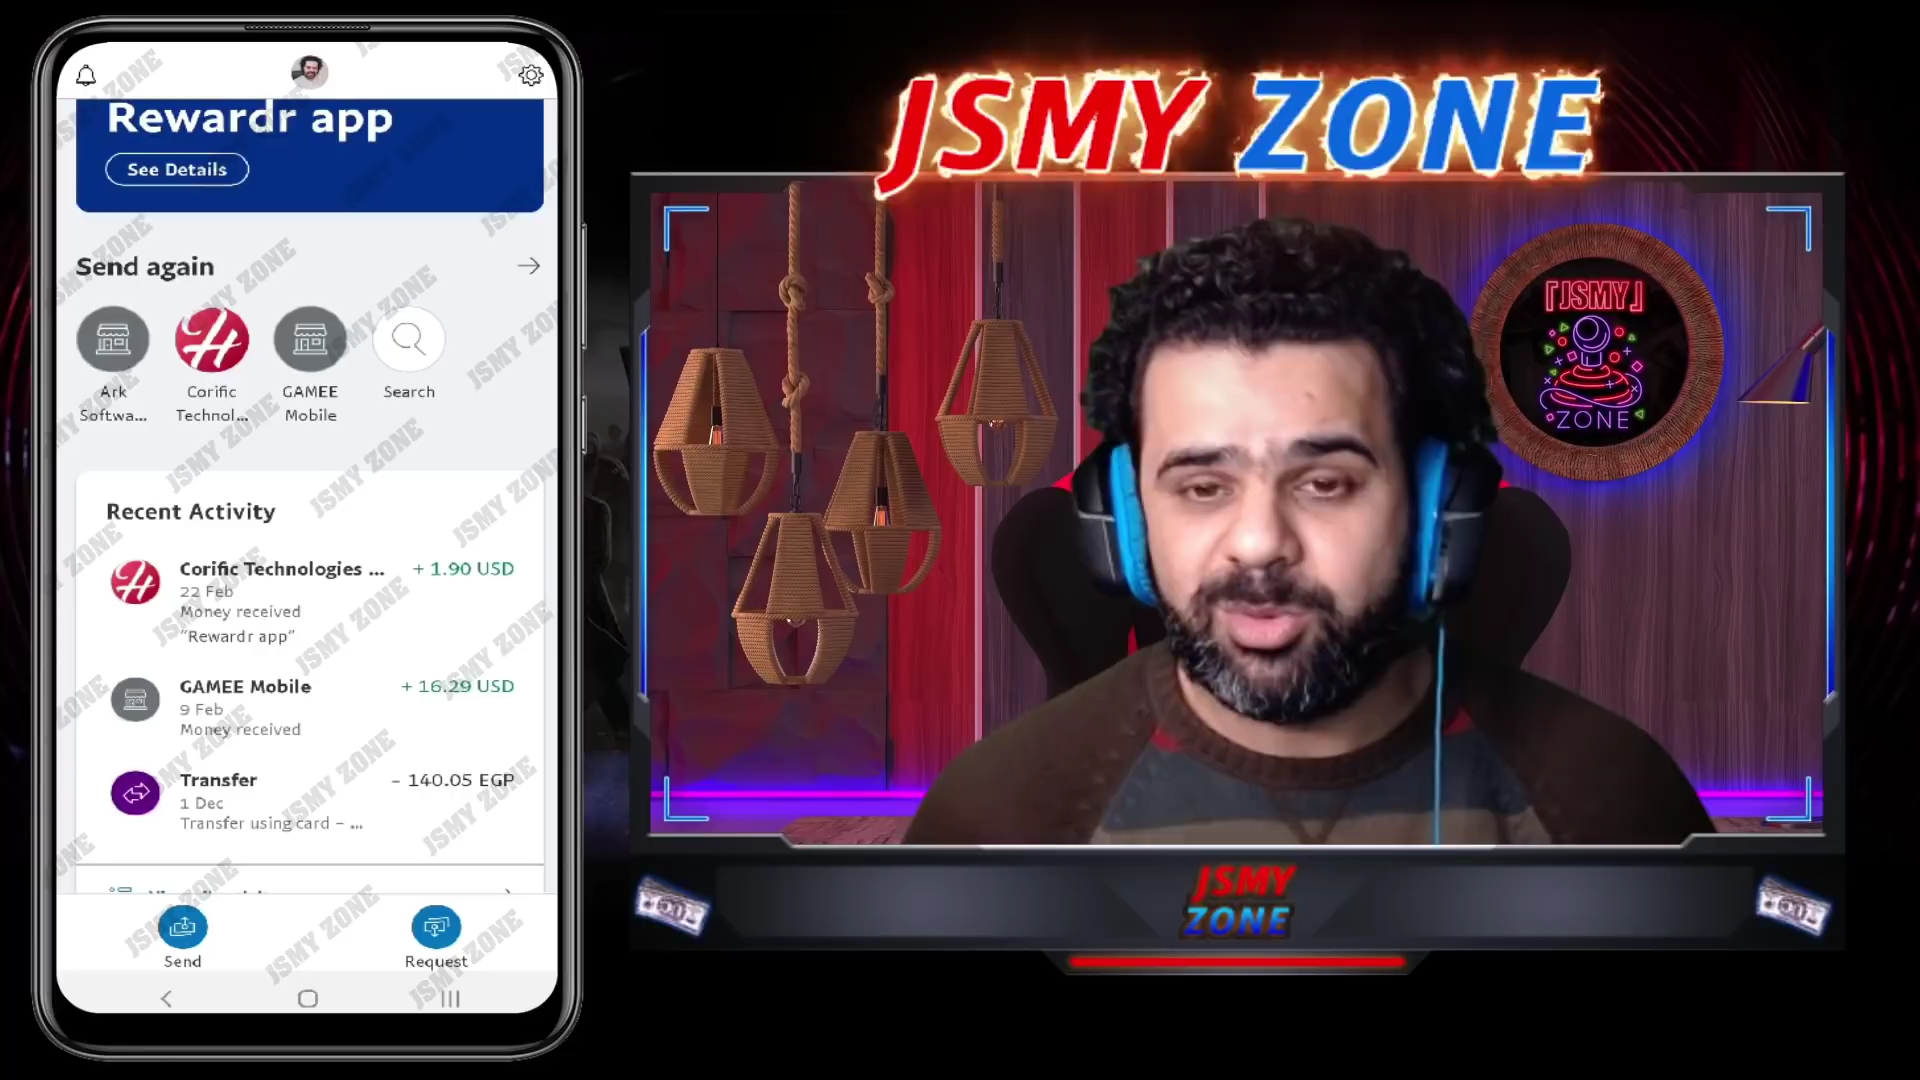 Rewardr app
See Details
Send again
Ark
Softwa...
Corific
Technol...
GAMEE
Mobile
Search
Recent Activity
Corific Technologies ...
+ 1.90 USD
22 Feb
Money received
"Rewardr app"
GAMEE Mobile
+ 16.29 USD
9 Feb
Money received
Transfer
- 140.05 EGP
1 Dec
Transfer using card – ...
Send
Request
JSMY ZONE
「JSMY」
ZONE
JSMY
ZONE